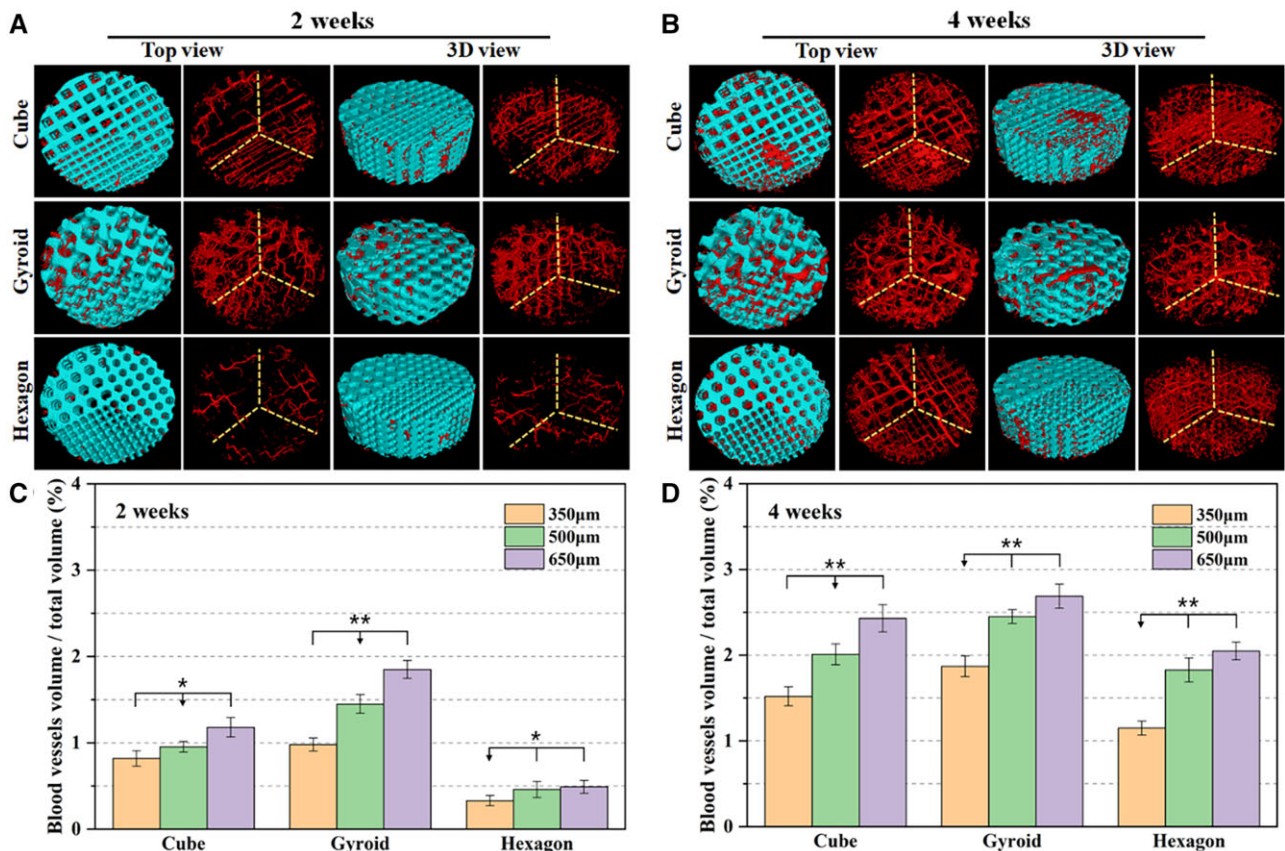 A
2 weeks
Top view
3D view
Cube
Gyroid
Hexagon
B
4 weeks
Top view
3D view
Cube
Gyroid
Hexagon
C
Blood vessels volume / total volume (%)
4
3
2
1
0
2 weeks
350μm
500μm
650μm
*
**
*
Cube
Gyroid
Hexagon
D
Blood vessels volume / total volume (%)
4
3
2
1
0
4 weeks
350μm
500μm
650μm
**
**
**
Cube
Gyroid
Hexagon